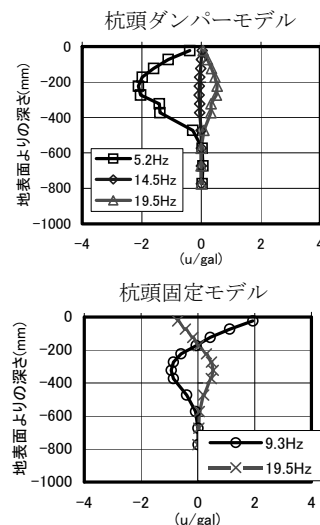 杭頭ダンパーモデル
地表面よりの深さ(mm)
0
-200
-400
-600
-800
-1000
5.2Hz
14.5Hz
19.5Hz
-4 -2 0 2 4
(u/gal)
杭頭固定モデル
地表面よりの深さ(mm)
0
-200
-400
-600
-800
-1000
9.3Hz
19.5Hz
-4 -2 0 2 4
(u/gal)